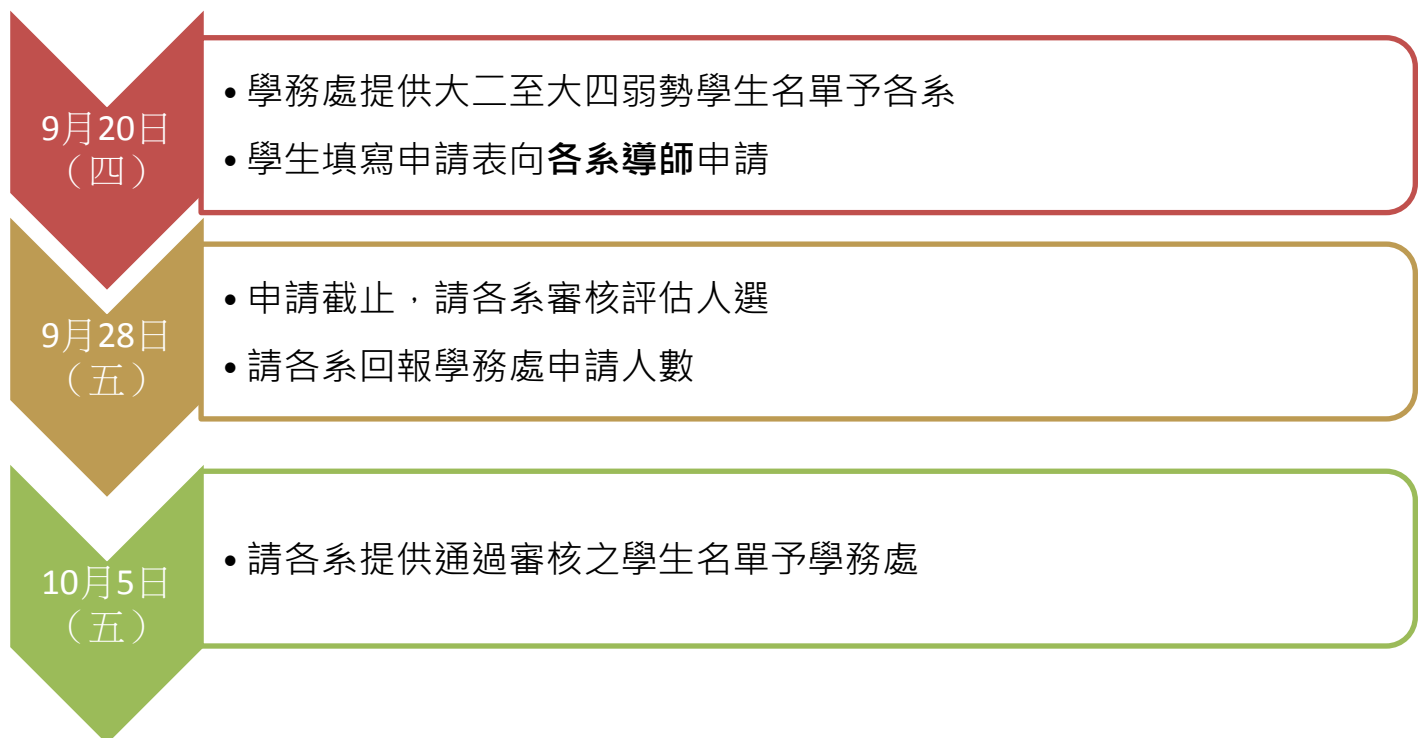 9月20日
（四）
• 學務處提供大二至大四弱勢學生名單予各系
• 學生填寫申請表向各系導師申請
9月28日
（五）
• 申請截止，請各系審核評估人選
• 請各系回報學務處申請人數
10月5日
（五）
• 請各系提供通過審核之學生名單予學務處